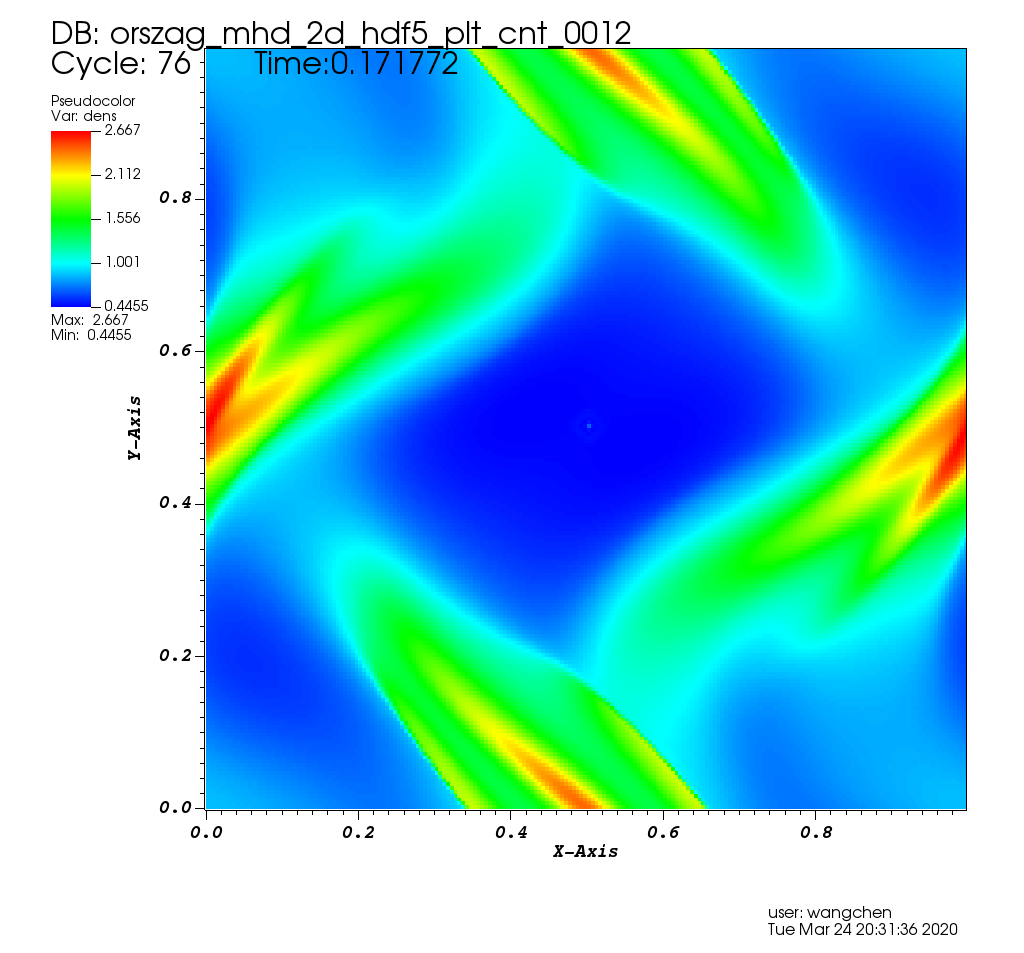 DB: orszag_mhd_2d_hdf5_plt_cnt_0012
Cycle: 76 Time:0.171772
Pseudocolor
Var: dens
2.667
2.112
1.556
1.001
0.4455
Max: 2.667
Min: 0.4455
0.8
0.6
0.4
0.2
0.0
Y-Axis
0.0 0.2 0.4 0.6 0.8
X-Axis
user: wangchen
Tue Mar 24 20:31:36 2020